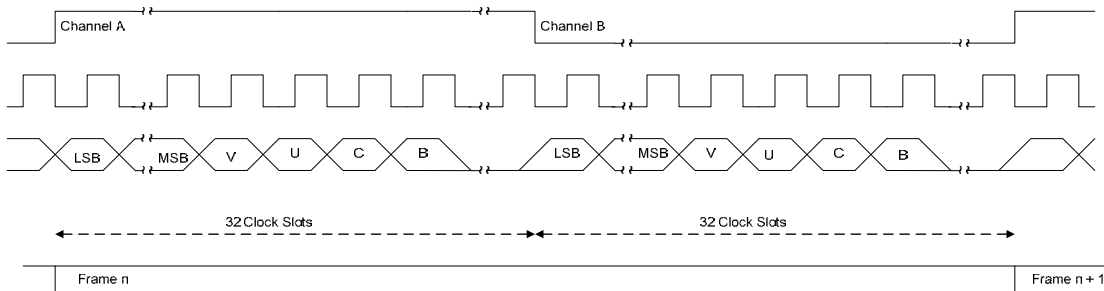 Channel A Channel B
LSB MSB V U C B LSB MSB V U C B
32 Clock Slots 32 Clock Slots
Frame n Frame n + 1